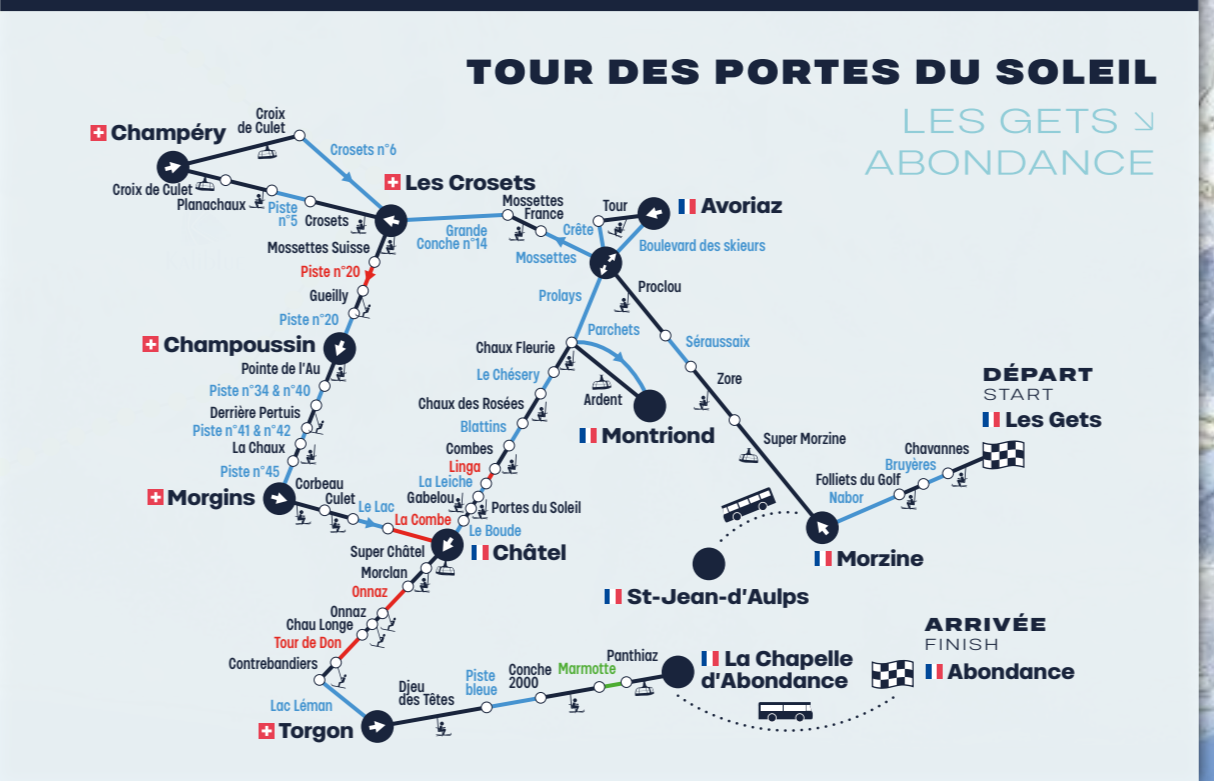 TOUR DES PORTES DU SOLEIL
LES GETS ↘
ABONDANCE
Champéry
Croix
de Culet
Crosets n°6
Croix de Culet
Planachaux
Piste
n°5
Crosets
Les Crosets
Mossettes
France
Grande
Conche n°14
Mossettes
Crête
Tour
Avoriaz
Boulevard des skieurs
Mossettes Suisse
Piste n°20
Gueilly
Piste n°20
Champoussin
Pointe de l'Au
Piste n°34 & n°40
Derrière Pertuis
Piste n°41 & n°42
La Chaux
Piste n°45
Morgins
Corbeau
Culet
Le Lac
La Combe
Prolays
Proclou
Parchets
Chaux Fleurie
Séraussaix
Le Chésery
Ardent
Zore
Chaux des Rosées
Montriond
Blattins
Combes
Super Morzine
Linga
La Leiche
Gabelou
Portes du Soleil
Le Boude
Châtel
DÉPART
START
Les Gets
Chavannes
Bruyères
Folliets du Golf
Nabor
Morzine
St-Jean-d'Aulps
Super Châtel
Morclan
Onnaz
Onnaz
Chau Longe
Tour de Don
Contrebandiers
Lac Léman
Torgon
Djeu
des Têtes
Piste
bleue
Conche
2000
Marmotte
Panthiaz
La Chapelle
d'Abondance
ARRIVÉE
FINISH
Abondance